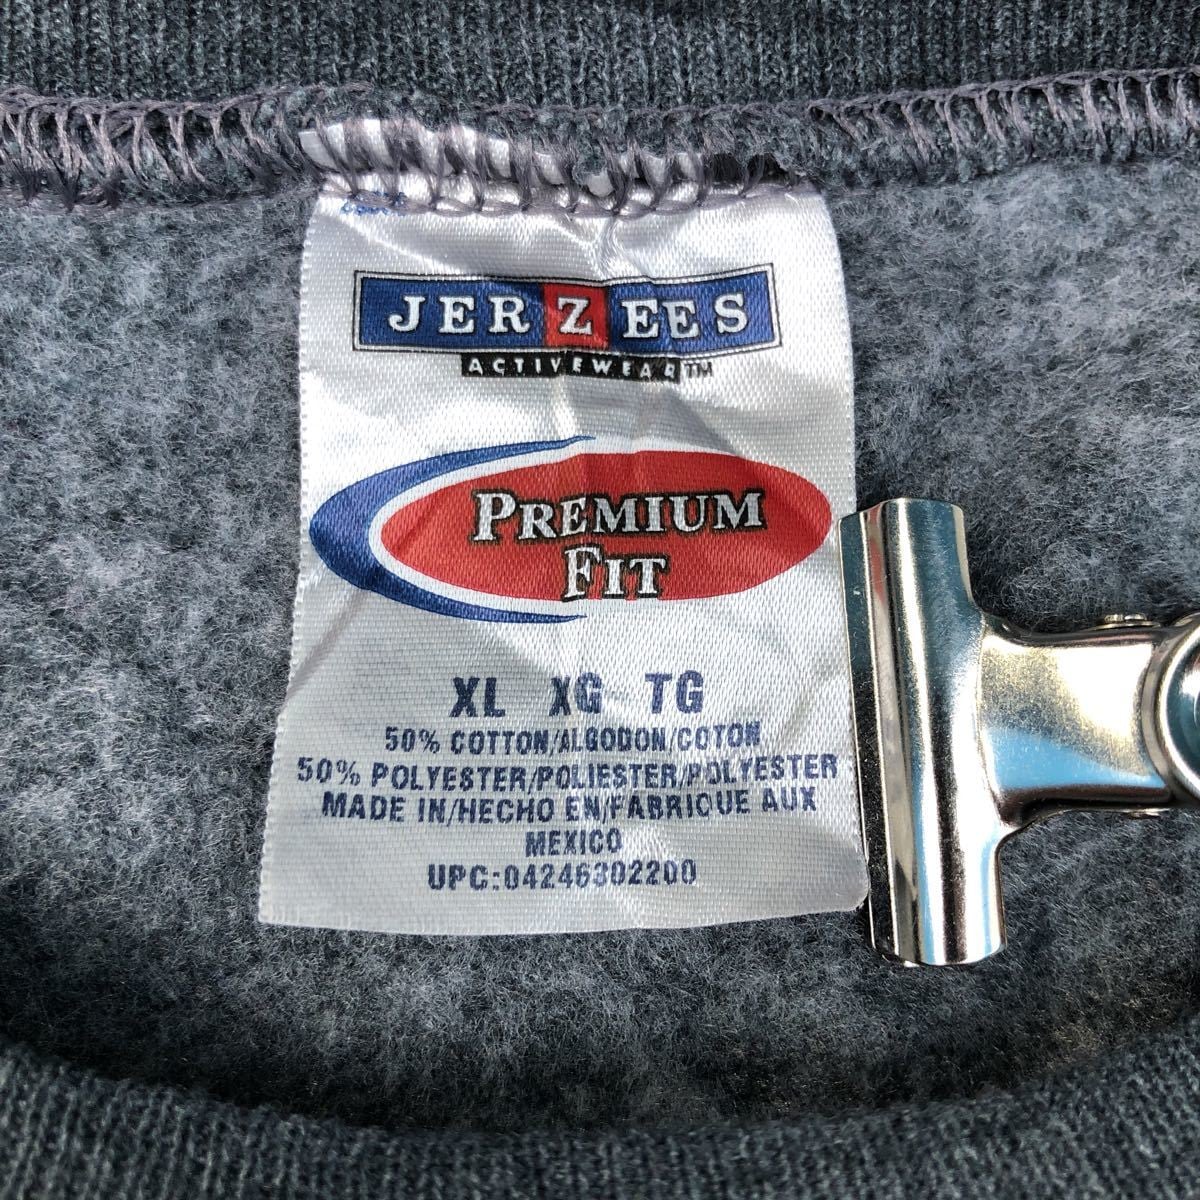 JERZEES
ACTIVEWEAR™
PREMIUM
FIT
XL XG TG
50% COTTON/ALGODON/COTON
50% POLYESTER/POLIESTER/POLYESTER
MADE IN/HECHO EN/FABRIQUE AUX
MEXICO
UPC:04246302200